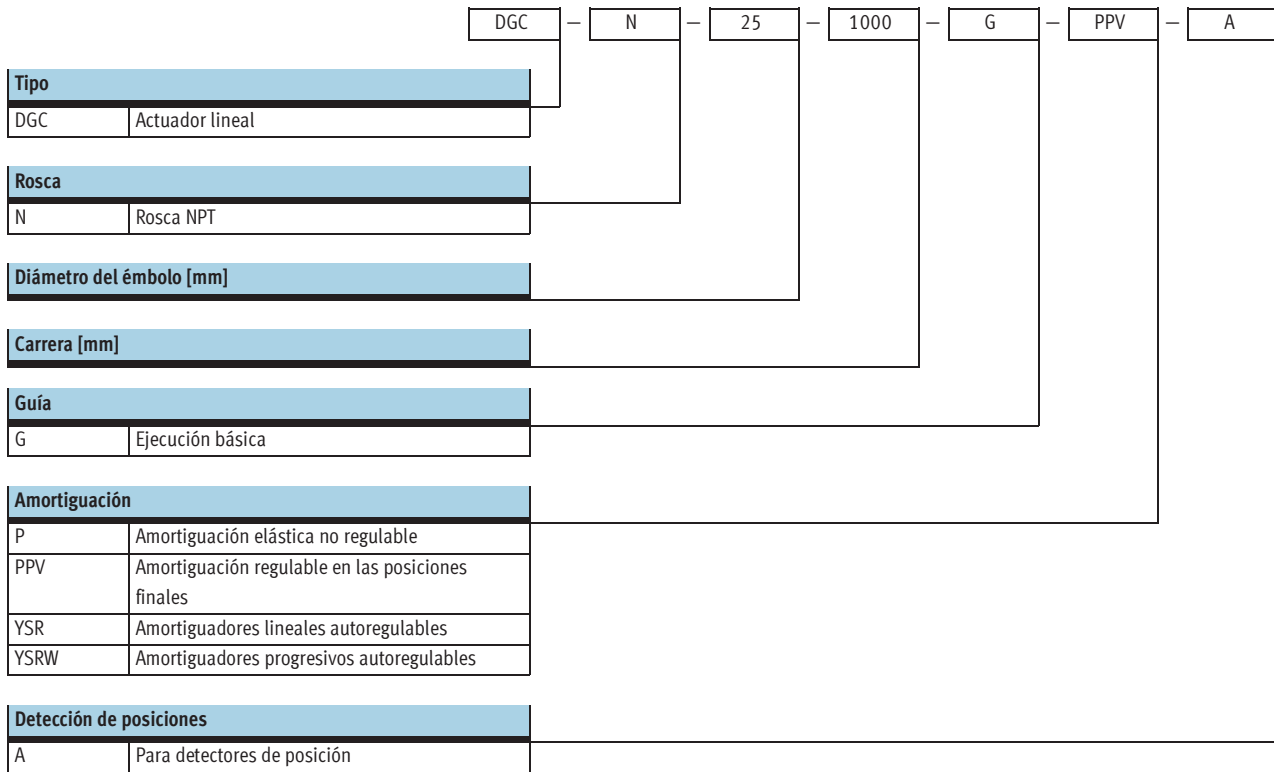 DGC – N – 25 – 1000 – G – PPV – A
Tipo
DGC Actuador lineal
Rosca
N Rosca NPT
Diámetro del émbolo [mm]
Carrera [mm]
Guía
G Ejecución básica
Amortiguación
P Amortiguación elástica no regulable
PPV Amortiguación regulable en las posiciones
finales
YSR Amortiguadores lineales autoregulables
YSRW Amortiguadores progresivos autoregulables
Detección de posiciones
A Para detectores de posición